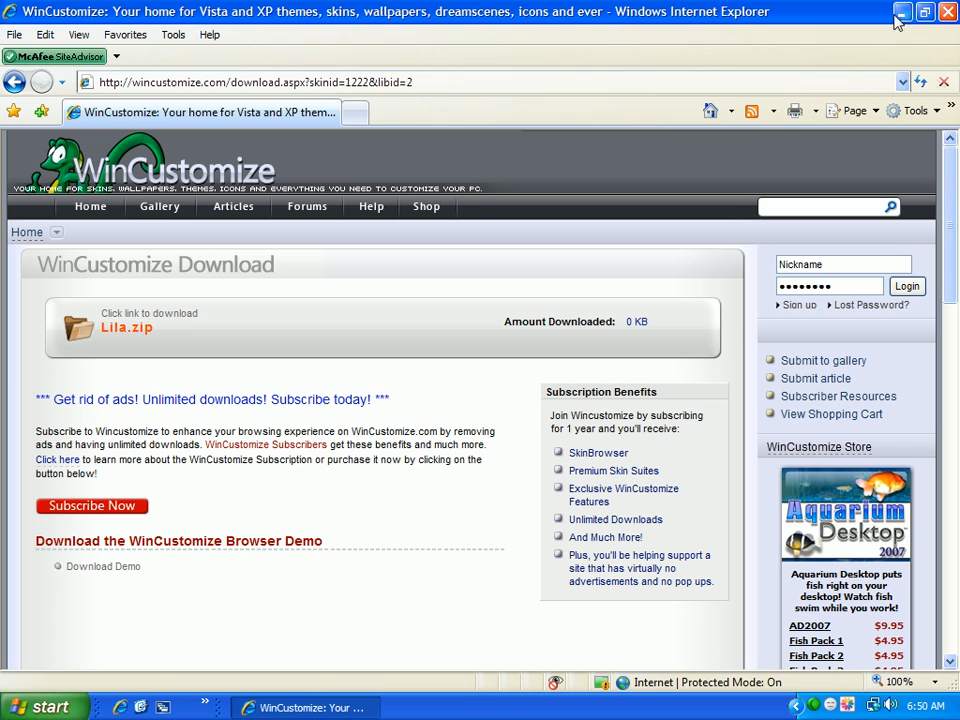 WinCustomize: Your home for Vista and XP themes, skins, wallpapers, dreamscenes, icons and ever - Windows Internet Explorer
File Edit View Favorites Tools Help
McAfee SiteAdvisor
http://wincustomize.com/download.aspx?skinid=1222&libid=2
WinCustomize: Your home for Vista and XP them...
Page Tools »
WinCustomize
YOUR HOME FOR SKINS, WALLPAPERS, THEMES, ICONS AND EVERYTHING YOU NEED TO CUSTOMIZE YOUR PC.
Home Gallery Articles Forums Help Shop
Home
WinCustomize Download
Click link to download
Lila.zip
Amount Downloaded: 0 KB
*** Get rid of ads! Unlimited downloads! Subscribe today! ***
Subscribe to Wincustomize to enhance your browsing experience on WinCustomize.com by removing
ads and having unlimited downloads. WinCustomize Subscribers get these benefits and much more.
Click here to learn more about the WinCustomize Subscription or purchase it now by clicking on the
button below!
Subscribe Now
Download the WinCustomize Browser Demo
Download Demo
Subscription Benefits
Join Wincustomize by subscribing
for 1 year and you'll receive:
SkinBrowser
Premium Skin Suites
Exclusive WinCustomize
Features
Unlimited Downloads
And Much More!
Plus, you'll be helping support a
site that has virtually no
advertisements and no pop ups.
Nickname
●●●●●●●● Login
Sign up Lost Password?
Submit to gallery
Submit article
Subscriber Resources
View Shopping Cart
WinCustomize Store
Aquarium
Desktop
2007
Aquarium Desktop puts
fish right on your
desktop! Watch fish
swim while you work!
AD2007 $9.95
Fish Pack 1 $4.95
Fish Pack 2 $4.95
Internet | Protected Mode: On 100%
start » WinCustomize: Your ... 6:50 AM